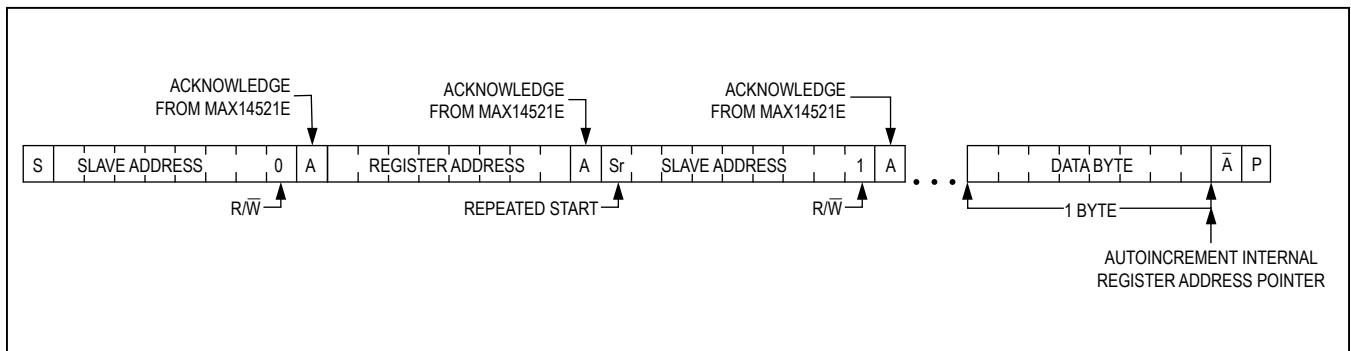 ACKNOWLEDGE
FROM MAX14521E
ACKNOWLEDGE
FROM MAX14521E
ACKNOWLEDGE
FROM MAX14521E
S SLAVE ADDRESS 0 A REGISTER ADDRESS A Sr SLAVE ADDRESS 1 A ... DATA BYTE A̅ P
R/W̅ REPEATED START R/W̅ 1 BYTE
AUTOINCREMENT INTERNAL
REGISTER ADDRESS POINTER